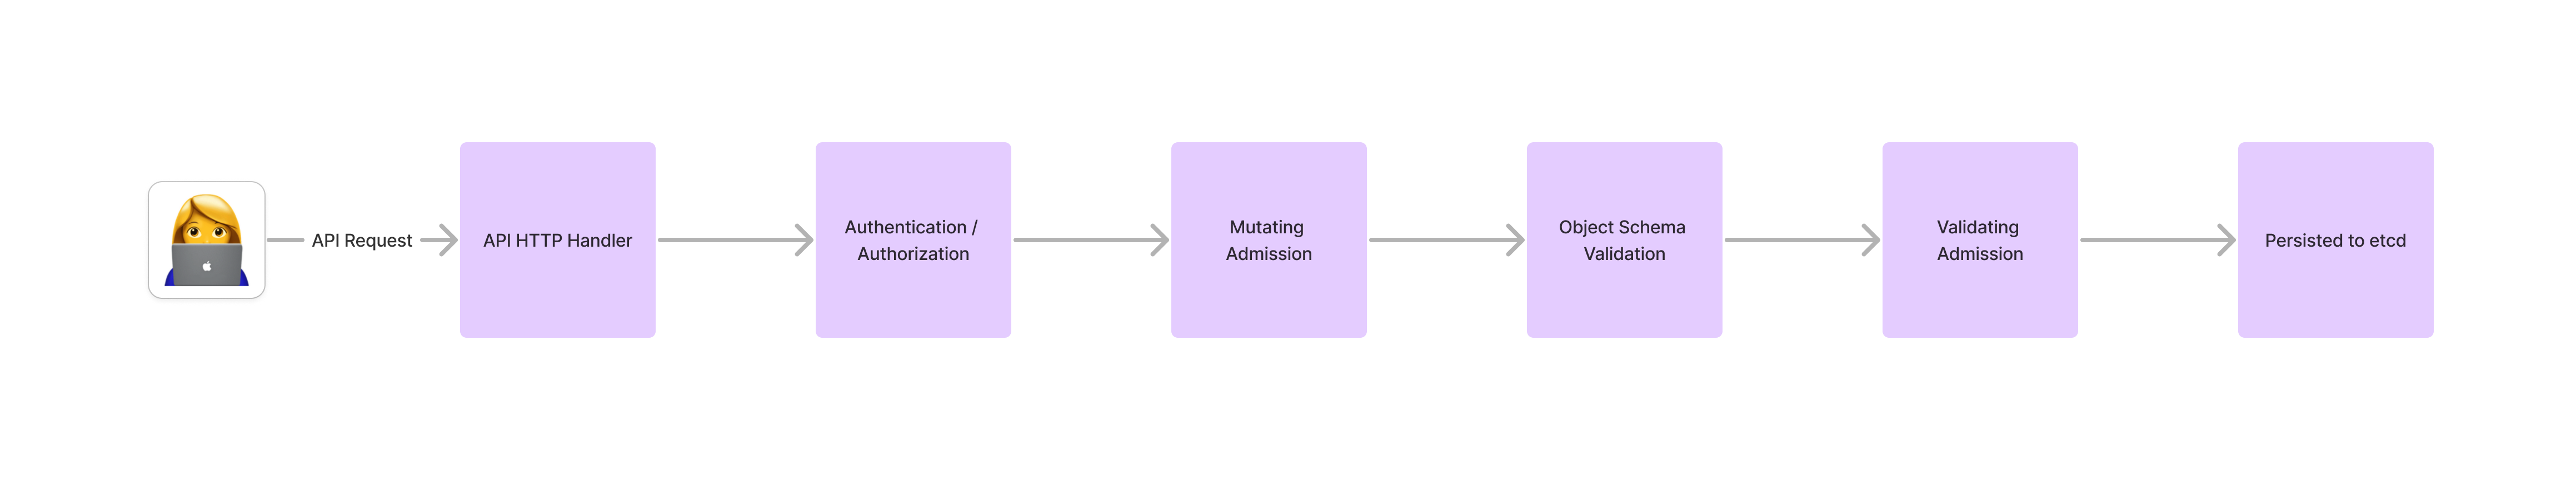 API Request
API HTTP Handler
Authentication /
Authorization
Mutating
Admission
Object Schema
Validation
Validating
Admission
Persisted to etcd